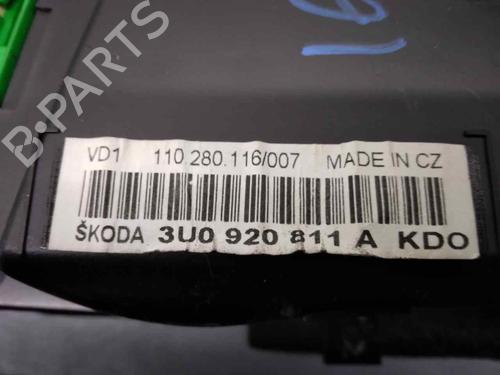 VD1 110.280.116/007 MADE IN CZ
ŠKODA 3U0 920 811 A KDO
B-PARTS